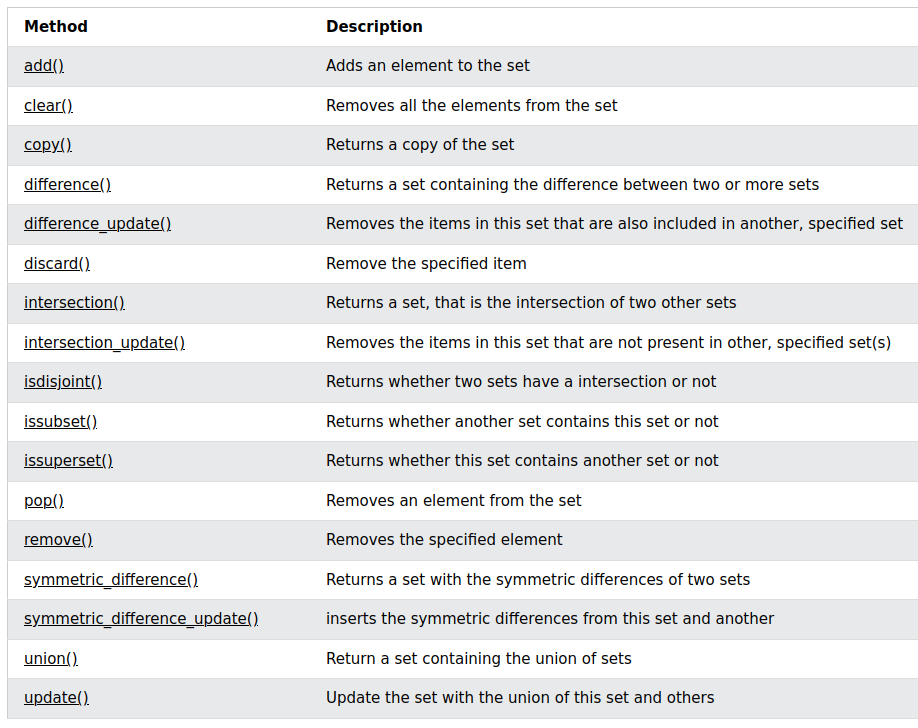 Method Description
add() Adds an element to the set
clear() Removes all the elements from the set
copy() Returns a copy of the set
difference() Returns a set containing the difference between two or more sets
difference_update() Removes the items in this set that are also included in another, specified set
discard() Remove the specified item
intersection() Returns a set, that is the intersection of two other sets
intersection_update() Removes the items in this set that are not present in other, specified set(s)
isdisjoint() Returns whether two sets have a intersection or not
issubset() Returns whether another set contains this set or not
issuperset() Returns whether this set contains another set or not
pop() Removes an element from the set
remove() Removes the specified element
symmetric_difference() Returns a set with the symmetric differences of two sets
symmetric_difference_update() inserts the symmetric differences from this set and another
union() Return a set containing the union of sets
update() Update the set with the union of this set and others